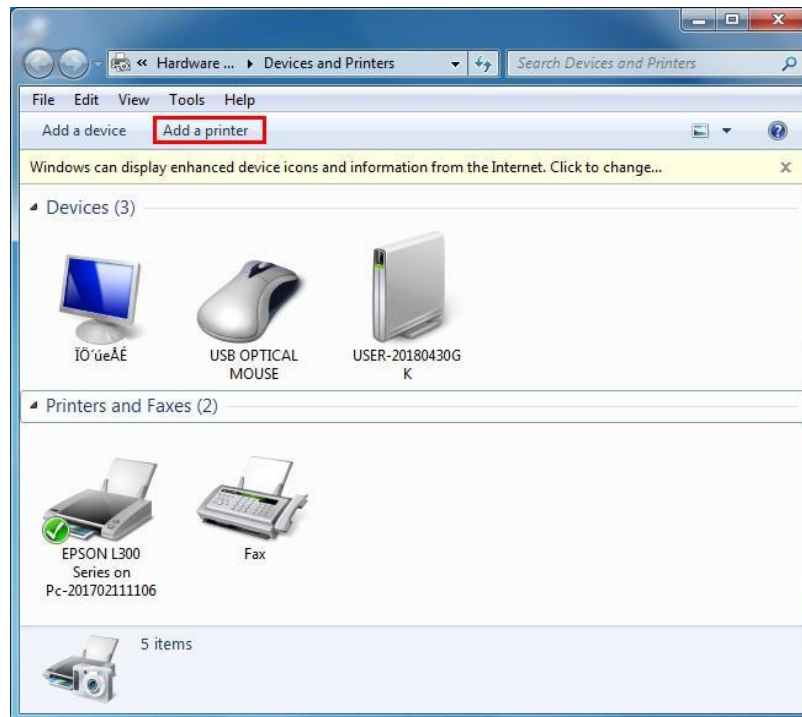 « Hardware ... ▸ Devices and Printers
Search Devices and Printers
File Edit View Tools Help
Add a device Add a printer
Windows can display enhanced device icons and information from the Internet. Click to change...
Devices (3)
ÏÖ´úeÅÉ
USB OPTICAL
MOUSE
USER-20180430G
K
Printers and Faxes (2)
EPSON L300
Series on
Pc-201702111106
Fax
5 items